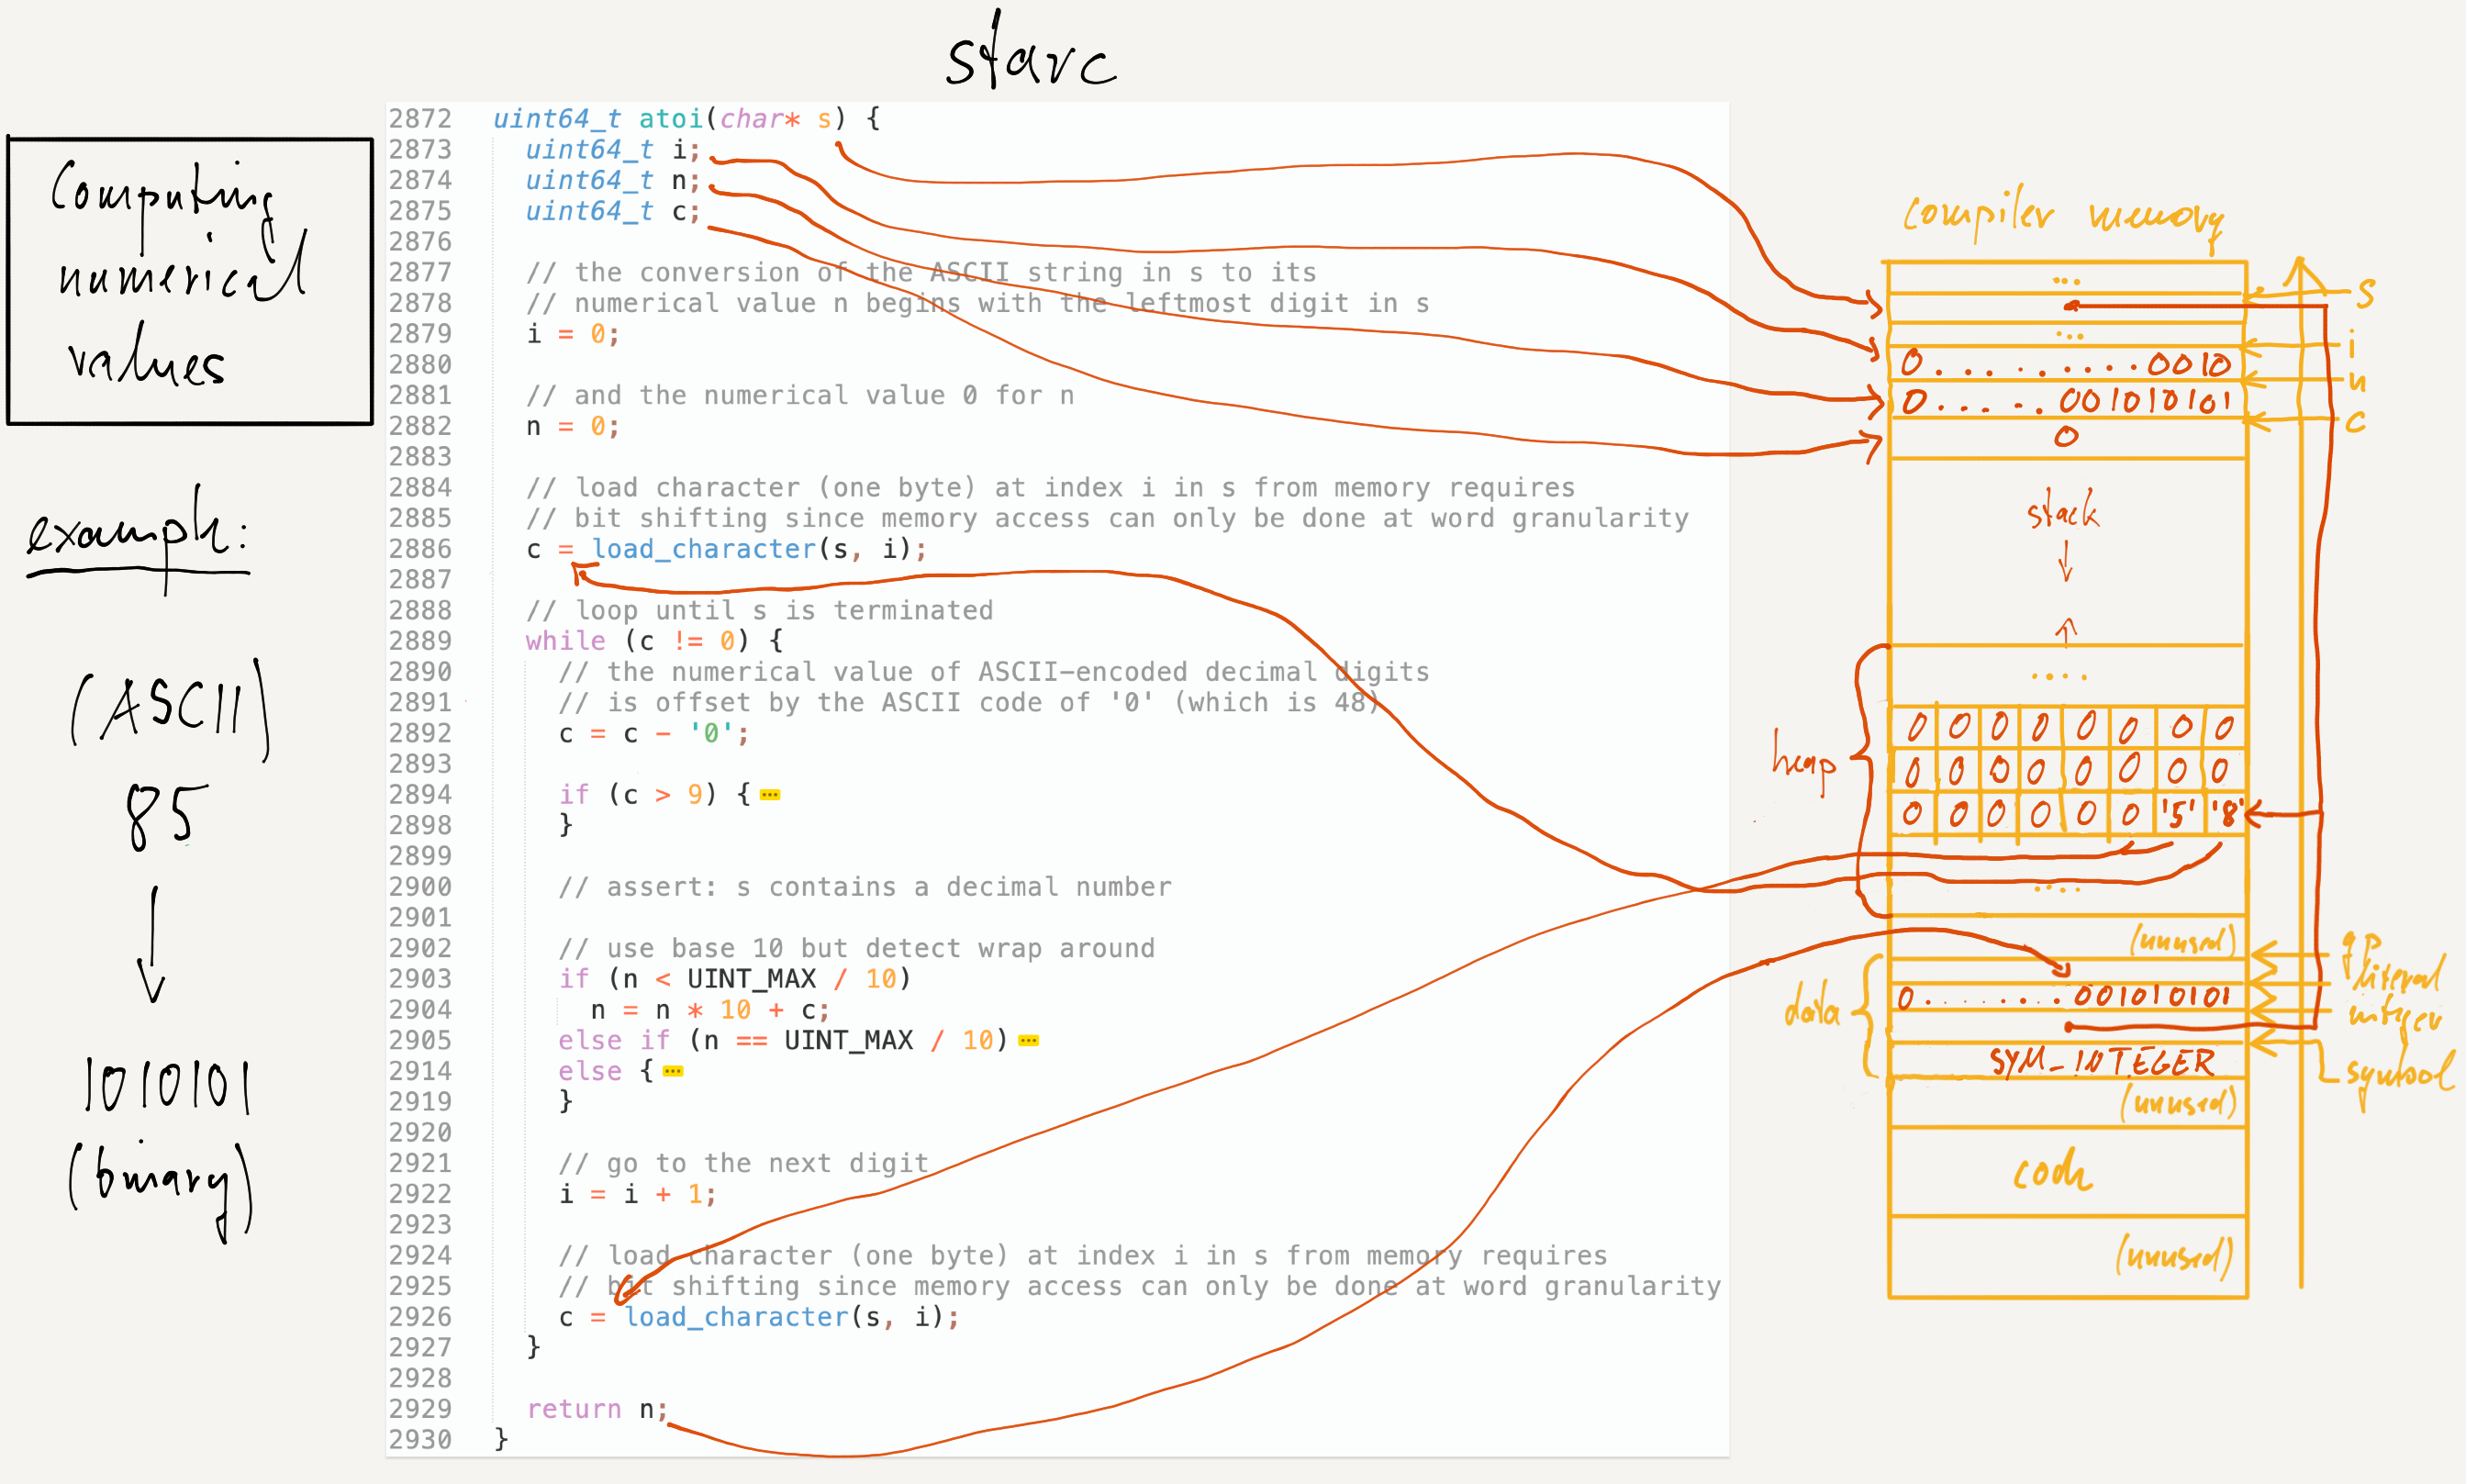 starc
Computing
numerical
values
example:
(ASCII)
85
1010101
(binary)
2872 uint64_t atoi(char* s) {
2873 uint64_t i;
2874 uint64_t n;
2875 uint64_t c;
2876
2877 // the conversion of the ASCII string in s to its
2878 // numerical value n begins with the leftmost digit in s
2879 i = 0;
2880
2881 // and the numerical value 0 for n
2882 n = 0;
2883
2884 // load character (one byte) at index i in s from memory requires
2885 // bit shifting since memory access can only be done at word granularity
2886 c = load_character(s, i);
2887
2888 // loop until s is terminated
2889 while (c != 0) {
2890 // the numerical value of ASCII-encoded decimal digits
2891 // is offset by the ASCII code of '0' (which is 48)
2892 c = c - '0';
2893
2894 if (c > 9) { ...
2898 }
2899
2900 // assert: s contains a decimal number
2901
2902 // use base 10 but detect wrap around
2903 if (n < UINT_MAX / 10)
2904 n = n * 10 + c;
2905 else if (n == UINT_MAX / 10) ...
2914 else { ...
2919 }
2920
2921 // go to the next digit
2922 i = i + 1;
2923
2924 // load character (one byte) at index i in s from memory requires
2925 // bit shifting since memory access can only be done at word granularity
2926 c = load_character(s, i);
2927 }
2928
2929 return n;
2930 }
compiler memory
... s
.. i
0.........0010 n
0.....001010101 c
0
stack
....
heap
0 0 0 0 0 0 0 0
0 0 0 0 0 0 0 0
0 0 0 0 0 0 '5' '8'
....
(unused) gp
literal
data 0.......001010101 integer
SYM_INTEGER symbol
(unused)
code
(unused)